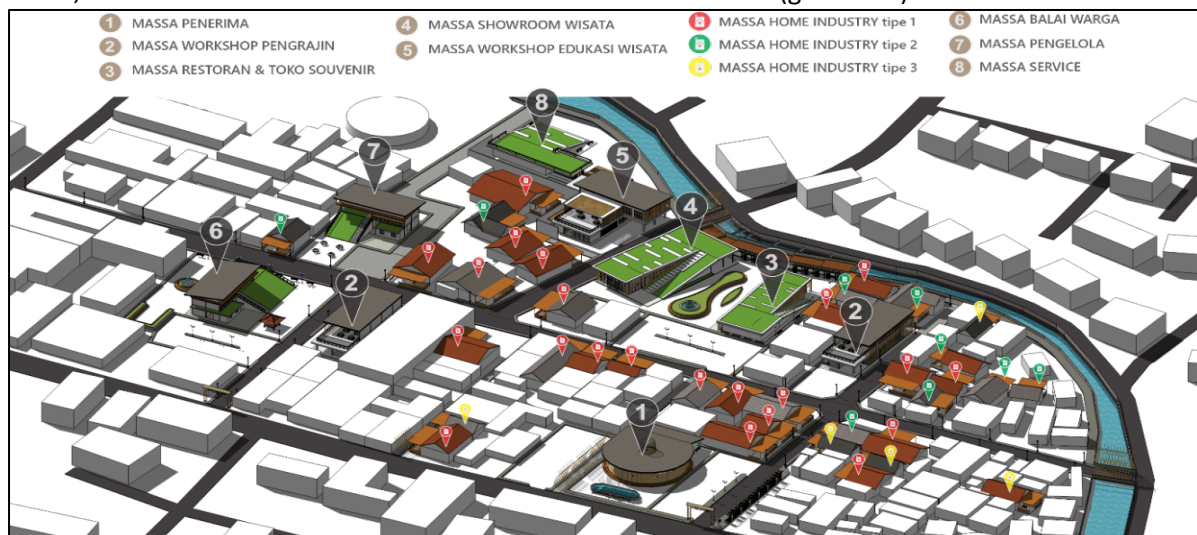 1 MASSA PENERIMA
2 MASSA WORKSHOP PENGRAJIN
3 MASSA RESTORAN & TOKO SOUVENIR
4 MASSA SHOWROOM WISATA
5 MASSA WORKSHOP EDUKASI WISATA
MASSA HOME INDUSTRY tipe 1
MASSA HOME INDUSTRY tipe 2
MASSA HOME INDUSTRY tipe 3
6 MASSA BALAI WARGA
7 MASSA PENGELOLA
8 MASSA SERVICE
8
7
5
4
6
3
2
2
1